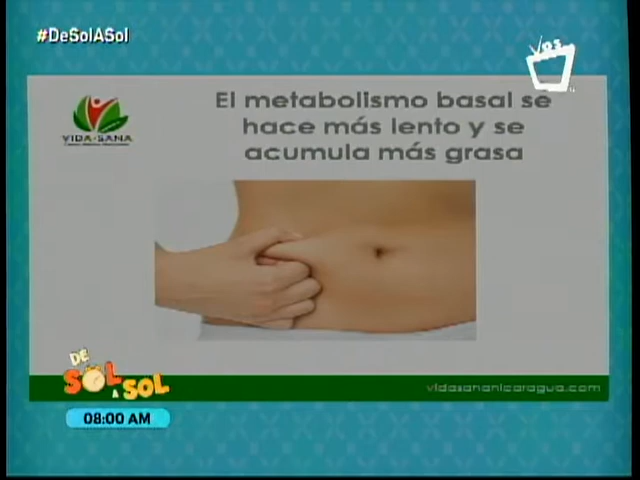 #DeSolASol
VOS
El metabolismo basal se
hace más lento y se
acumula más grasa
VIDA SANA
DE
SOL
A SOL
vidasananicaragua.com
08:00 AM